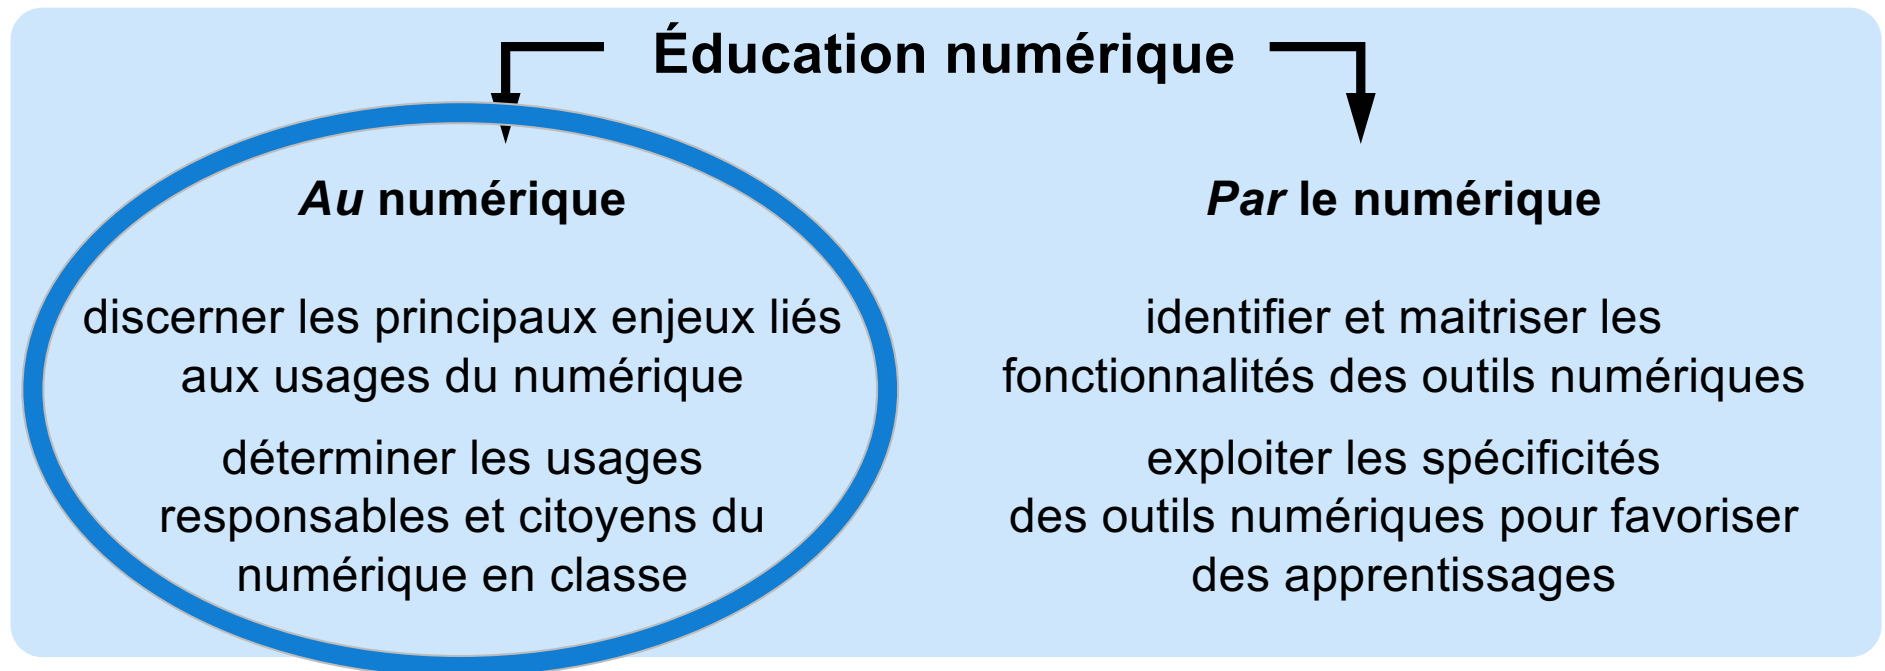 Éducation numérique
Au numérique
discerner les principaux enjeux liés
aux usages du numérique
déterminer les usages
responsables et citoyens du
numérique en classe
Par le numérique
identifier et maitriser les
fonctionnalités des outils numériques
exploiter les spécificités
des outils numériques pour favoriser
des apprentissages